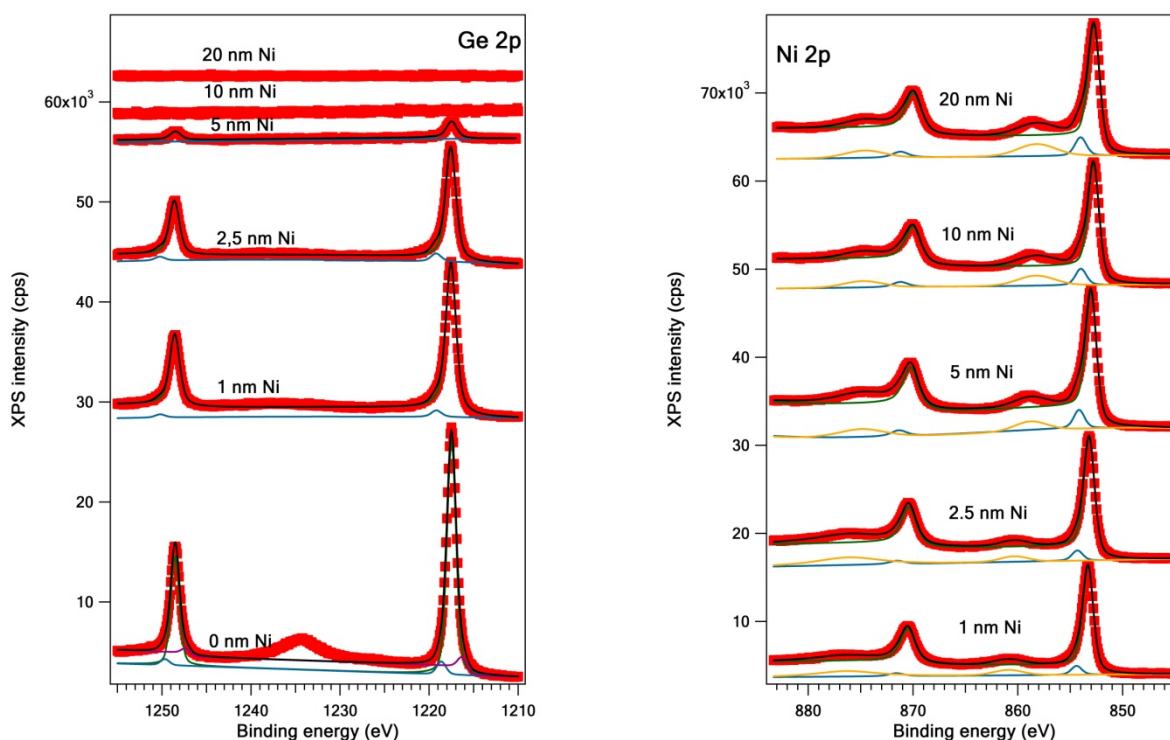 Ge 2p
20 nm Ni
10 nm Ni
5 nm Ni
2,5 nm Ni
1 nm Ni
0 nm Ni
60x10³
50
40
30
20
10
XPS intensity (cps)
1250
1240
1230
1220
1210
Binding energy (eV)
Ni 2p
20 nm Ni
10 nm Ni
5 nm Ni
2.5 nm Ni
1 nm Ni
70x10³
60
50
40
30
20
10
XPS intensity (cps)
880
870
860
850
Binding energy (eV)